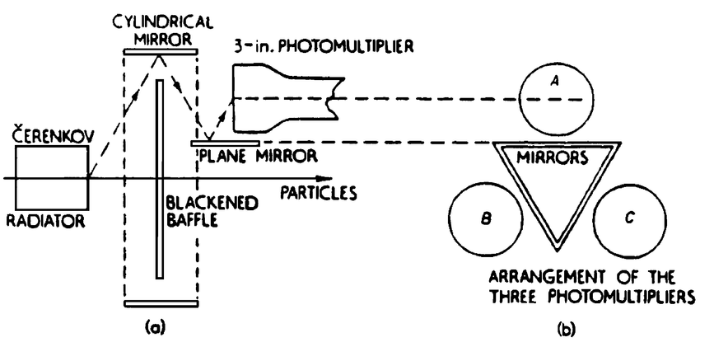 CYLINDRICAL
MIRROR
3-in. PHOTOMULTIPLIER
ČERENKOV
RADIATOR
PLANE MIRROR
PARTICLES
BLACKENED
BAFFLE
(a)
A
MIRRORS
B
C
ARRANGEMENT OF THE
THREE PHOTOMULTIPLIERS
(b)